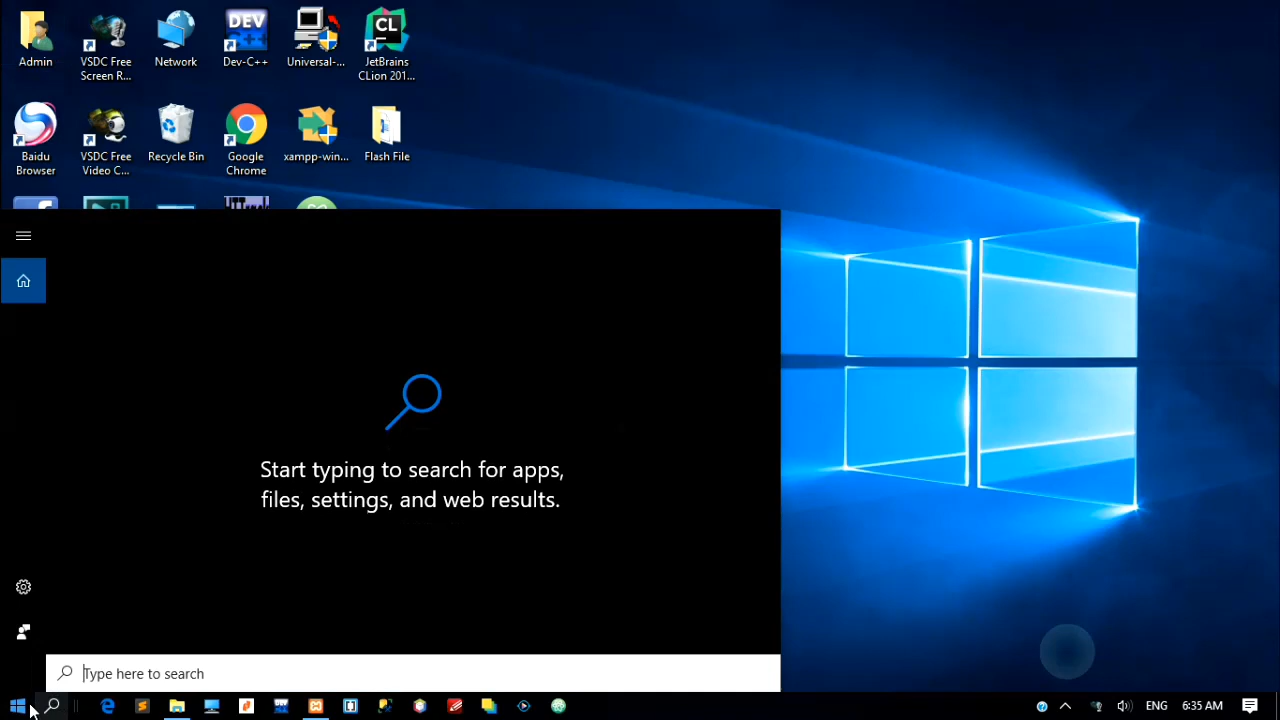 Admin
VSDC Free
Screen R...
Network
DEV
Dev-C++
Universal-...
CL
JetBrains
CLion 201...
Baidu
Browser
VSDC Free
Video C...
Recycle Bin
Google
Chrome
xampp-win...
Flash File
Start typing to search for apps,
files, settings, and web results.
Type here to search
DEV
ENG
6:35 AM